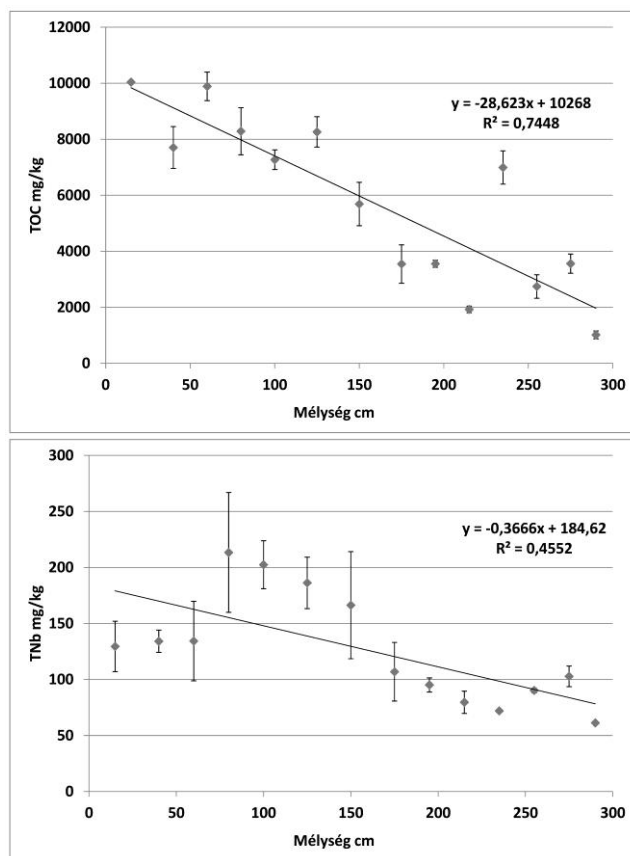 12000
10000
8000
6000
4000
2000
0
TOC mg/kg
y = -28,623x + 10268
R² = 0,7448
0 50 100 150 200 250 300
Mélység cm
300
250
200
150
100
50
0
TNb mg/kg
y = -0,3666x + 184,62
R² = 0,4552
0 50 100 150 200 250 300
Mélység cm